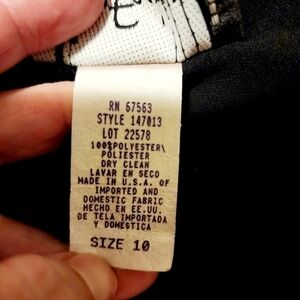 RN 67563
STYLE 147013
LOT 22578
100%POLYESTER\
POLIESTER
DRY CLEAN
LAVAR EN SECO
MADE IN U.S.A. OF
IMPORTED AND
DOMESTIC FABRIC
HECHO EN EE.UU.
DE TELA IMPORTADA
Y DOMESTICA
SIZE 10